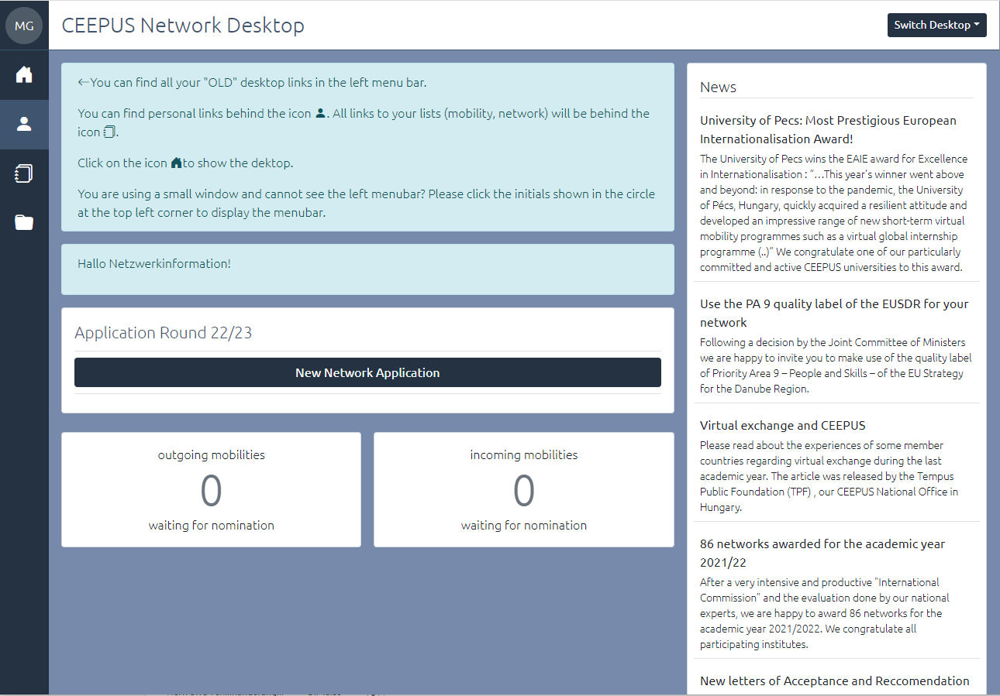 MG
CEEPUS Network Desktop
Switch Desktop
←You can find all your "OLD" desktop links in the left menu bar.
You can find personal links behind the icon . All links to your lists (mobility, network) will be behind the
icon .
Click on the icon to show the dektop.
You are using a small window and cannot see the left menubar? Please click the initials shown in the circle
at the top left corner to display the menubar.
Hallo Netzwerkinformation!
Application Round 22/23
New Network Application
outgoing mobilities
0
waiting for nomination
incoming mobilities
0
waiting for nomination
News
University of Pecs: Most Prestigious European
Internationalisation Award!
The University of Pecs wins the EAIE award for Excellence
in Internationalisation : “…This year’s winner went above
and beyond: in response to the pandemic, the University
of Pécs, Hungary, quickly acquired a resilient attitude and
developed an impressive range of new short-term virtual
mobility programmes such as a virtual global internship
programme (..)” We congratulate one of our particularly
committed and active CEEPUS universities to this award.
Use the PA 9 quality label of the EUSDR for your
network
Following a decision by the Joint Committee of Ministers
we are happy to invite you to make use of the quality label
of Priority Area 9 – People and Skills – of the EU Strategy
for the Danube Region.
Virtual exchange and CEEPUS
Please read about the experiences of some member
countries regarding virtual exchange during the last
academic year. The article was released by the Tempus
Public Foundation (TPF) , our CEEPUS National Office in
Hungary.
86 networks awarded for the academic year
2021/22
After a very intensive and productive "International
Commission" and the evaluation done by our national
experts, we are happy to award 86 networks for the
academic year 2021/2022. We congratulate all
participating institutes.
New letters of Acceptance and Reccomendation